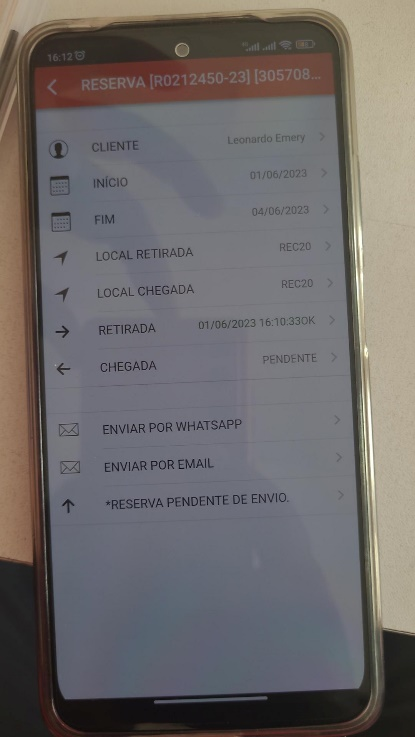 16:12
RESERVA [R0212450-23] [305708...
CLIENTE Leonardo Emery
INÍCIO 01/06/2023
FIM 04/06/2023
LOCAL RETIRADA REC20
LOCAL CHEGADA REC20
RETIRADA 01/06/2023 16:10:33OK
CHEGADA PENDENTE
ENVIAR POR WHATSAPP
ENVIAR POR EMAIL
*RESERVA PENDENTE DE ENVIO.